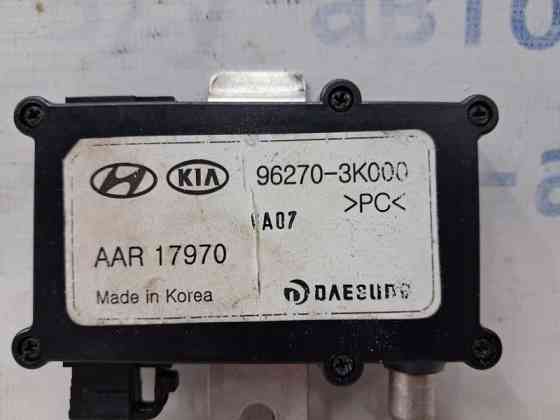 KIA 96270-3K000
>PC<
A07
AAR 17970
Made in Korea DAESUNG